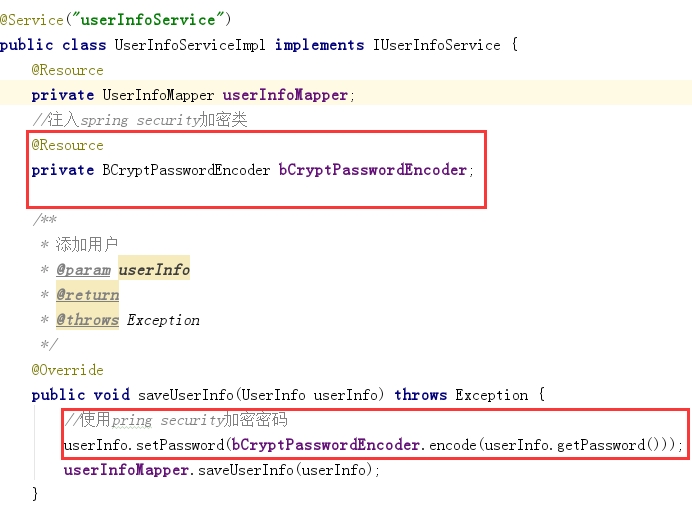 @Service("userInfoService")
public class UserInfoServiceImpl implements IUserInfoService {
@Resource
private UserInfoMapper userInfoMapper;
//注入spring security加密类
@Resource
private BCryptPasswordEncoder bCryptPasswordEncoder;
/**
* 添加用户
* @param userInfo
* @return
* @throws Exception
*/
@Override
public void saveUserInfo(UserInfo userInfo) throws Exception {
//使用pring security加密密码
userInfo.setPassword(bCryptPasswordEncoder.encode(userInfo.getPassword()));
userInfoMapper.saveUserInfo(userInfo);
}